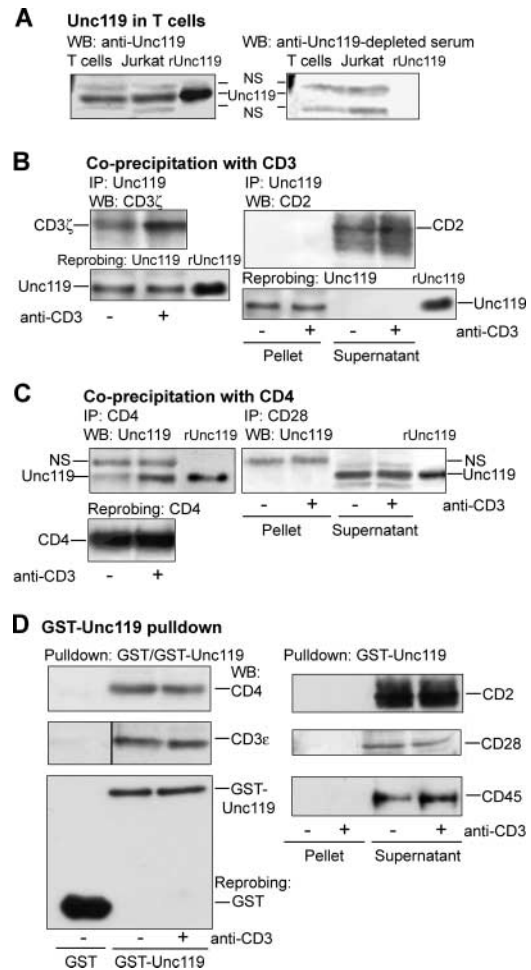 A Unc119 in T cells
WB: anti-Unc119 WB: anti-Unc119-depleted serum
T cells Jurkat rUnc119 T cells Jurkat rUnc119
NS
Unc119
NS
B Co-precipitation with CD3
IP: Unc119 IP: Unc119
WB: CD3ζ WB: CD2
CD3ζ CD2
Reprobing: Unc119 rUnc119 Reprobing: Unc119 rUnc119
Unc119 Unc119
anti-CD3 - + - + - + anti-CD3
Pellet Supernatant
C Co-precipitation with CD4
IP: CD4 IP: CD28
WB: Unc119 rUnc119 WB: Unc119 rUnc119
NS NS
Unc119 Unc119
Reprobing: CD4 - + - + anti-CD3
Pellet Supernatant
CD4
anti-CD3 - +
D GST-Unc119 pulldown
Pulldown: GST/GST-Unc119 Pulldown: GST-Unc119
WB:
CD4 CD2
CD3ε CD28
GST-
Unc119 CD45
- + - + anti-CD3
Pellet Supernatant
Reprobing:
GST
- - + anti-CD3
GST GST-Unc119